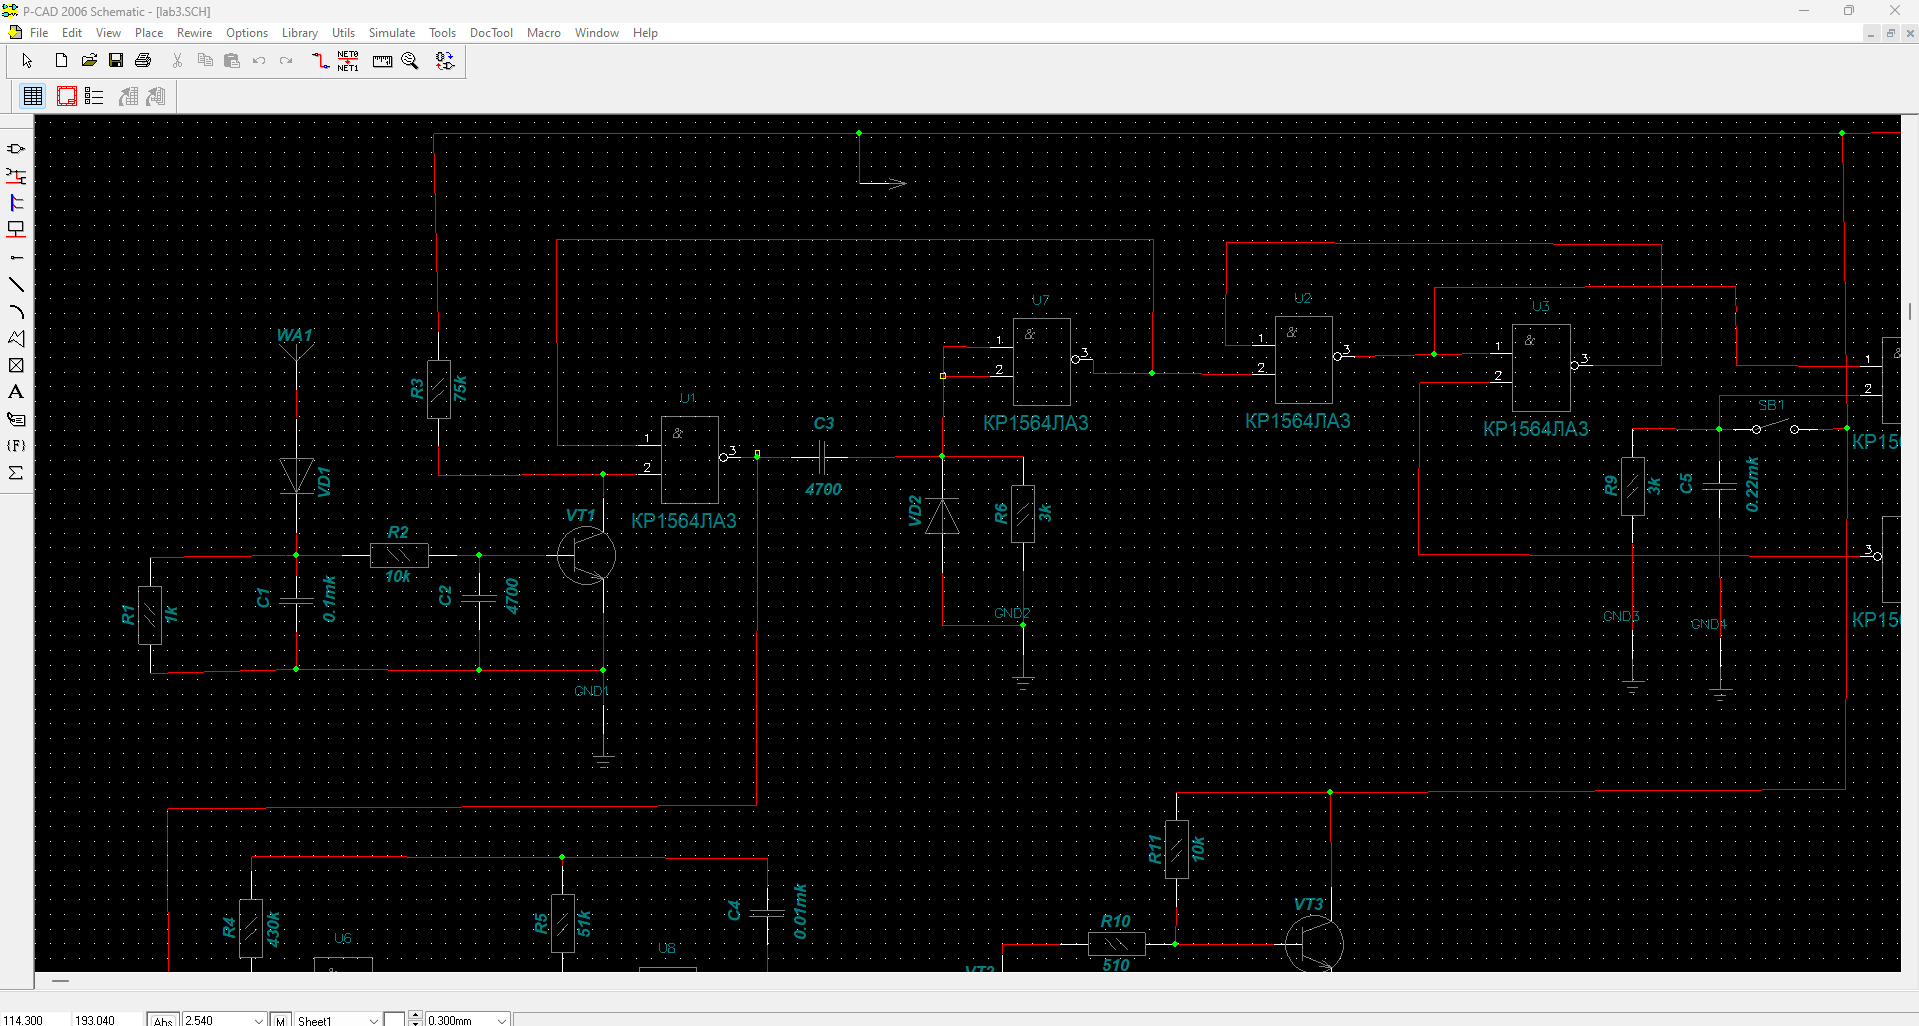 P-CAD 2006 Schematic - [lab3.SCH]
File Edit View Place Rewire Options Library Utils Simulate Tools DocTool Macro Window Help
NET0
NET1
A
{F}
Σ
WA1
R3
75k
VD1
U1
&
1
2
3
КР1564ЛА3
C3
4700
U7
&
1
2
3
КР1564ЛА3
U2
&
1
2
3
КР1564ЛА3
U3
&
1
2
3
КР1564ЛА3
&
1
2
КР15
SB1
R9
3k
C5
0.22mk
3
КР15
GND3
GND4
VT1
R2
10k
R1
1k
C1
0.1mk
C2
4700
GND1
VD2
R6
3k
GND2
R4
430k
U6
&
R5
51k
U8
C4
0.01mk
R11
10k
R10
510
VT2
VT3
114.300 193.040 Abs 2.540 M Sheet1 0.300mm